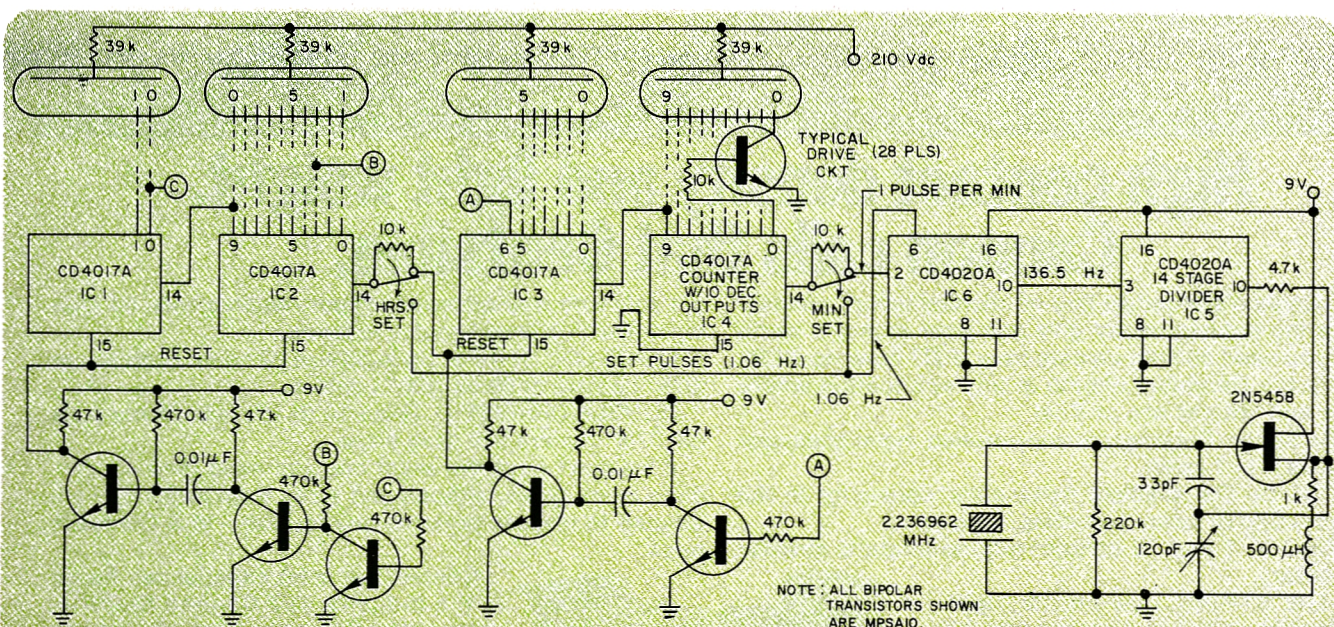 39k
39k
39k
39k
210 Vdc
1 0
0 5 1
5 0
9 0
TYPICAL
DRIVE (28 PLS)
CKT
B
C
A
10k
1 PULSE PER MIN
9V
1 0
CD4017A
IC 1
14
15
9 5 0
CD4017A
IC 2
14
15
10 k
HRS.
SET
6 5 0
CD4017A
IC 3
14
15
9 0
CD4017A
COUNTER
W/10 DEC.
OUTPUTS
IC 4
14
15
10 k
MIN.
SET
6 16
2 CD4020A
IC 6 10
8 11
136.5 Hz
16
3 CD4020A
14 STAGE 10
DIVIDER
IC 5
8 11
4.7k
RESET
RESET
SET PULSES (1.06 Hz)
1.06 Hz
9V
47k
470k
47k
0.01µF
B
470k
C
470k
9V
47k
470k
47k
0.01µF
A
470k
2N5458
2.236962
MHz
220k
33pF
120pF
1k
500µH
NOTE: ALL BIPOLAR
TRANSISTORS SHOWN
ARE MPSA10.